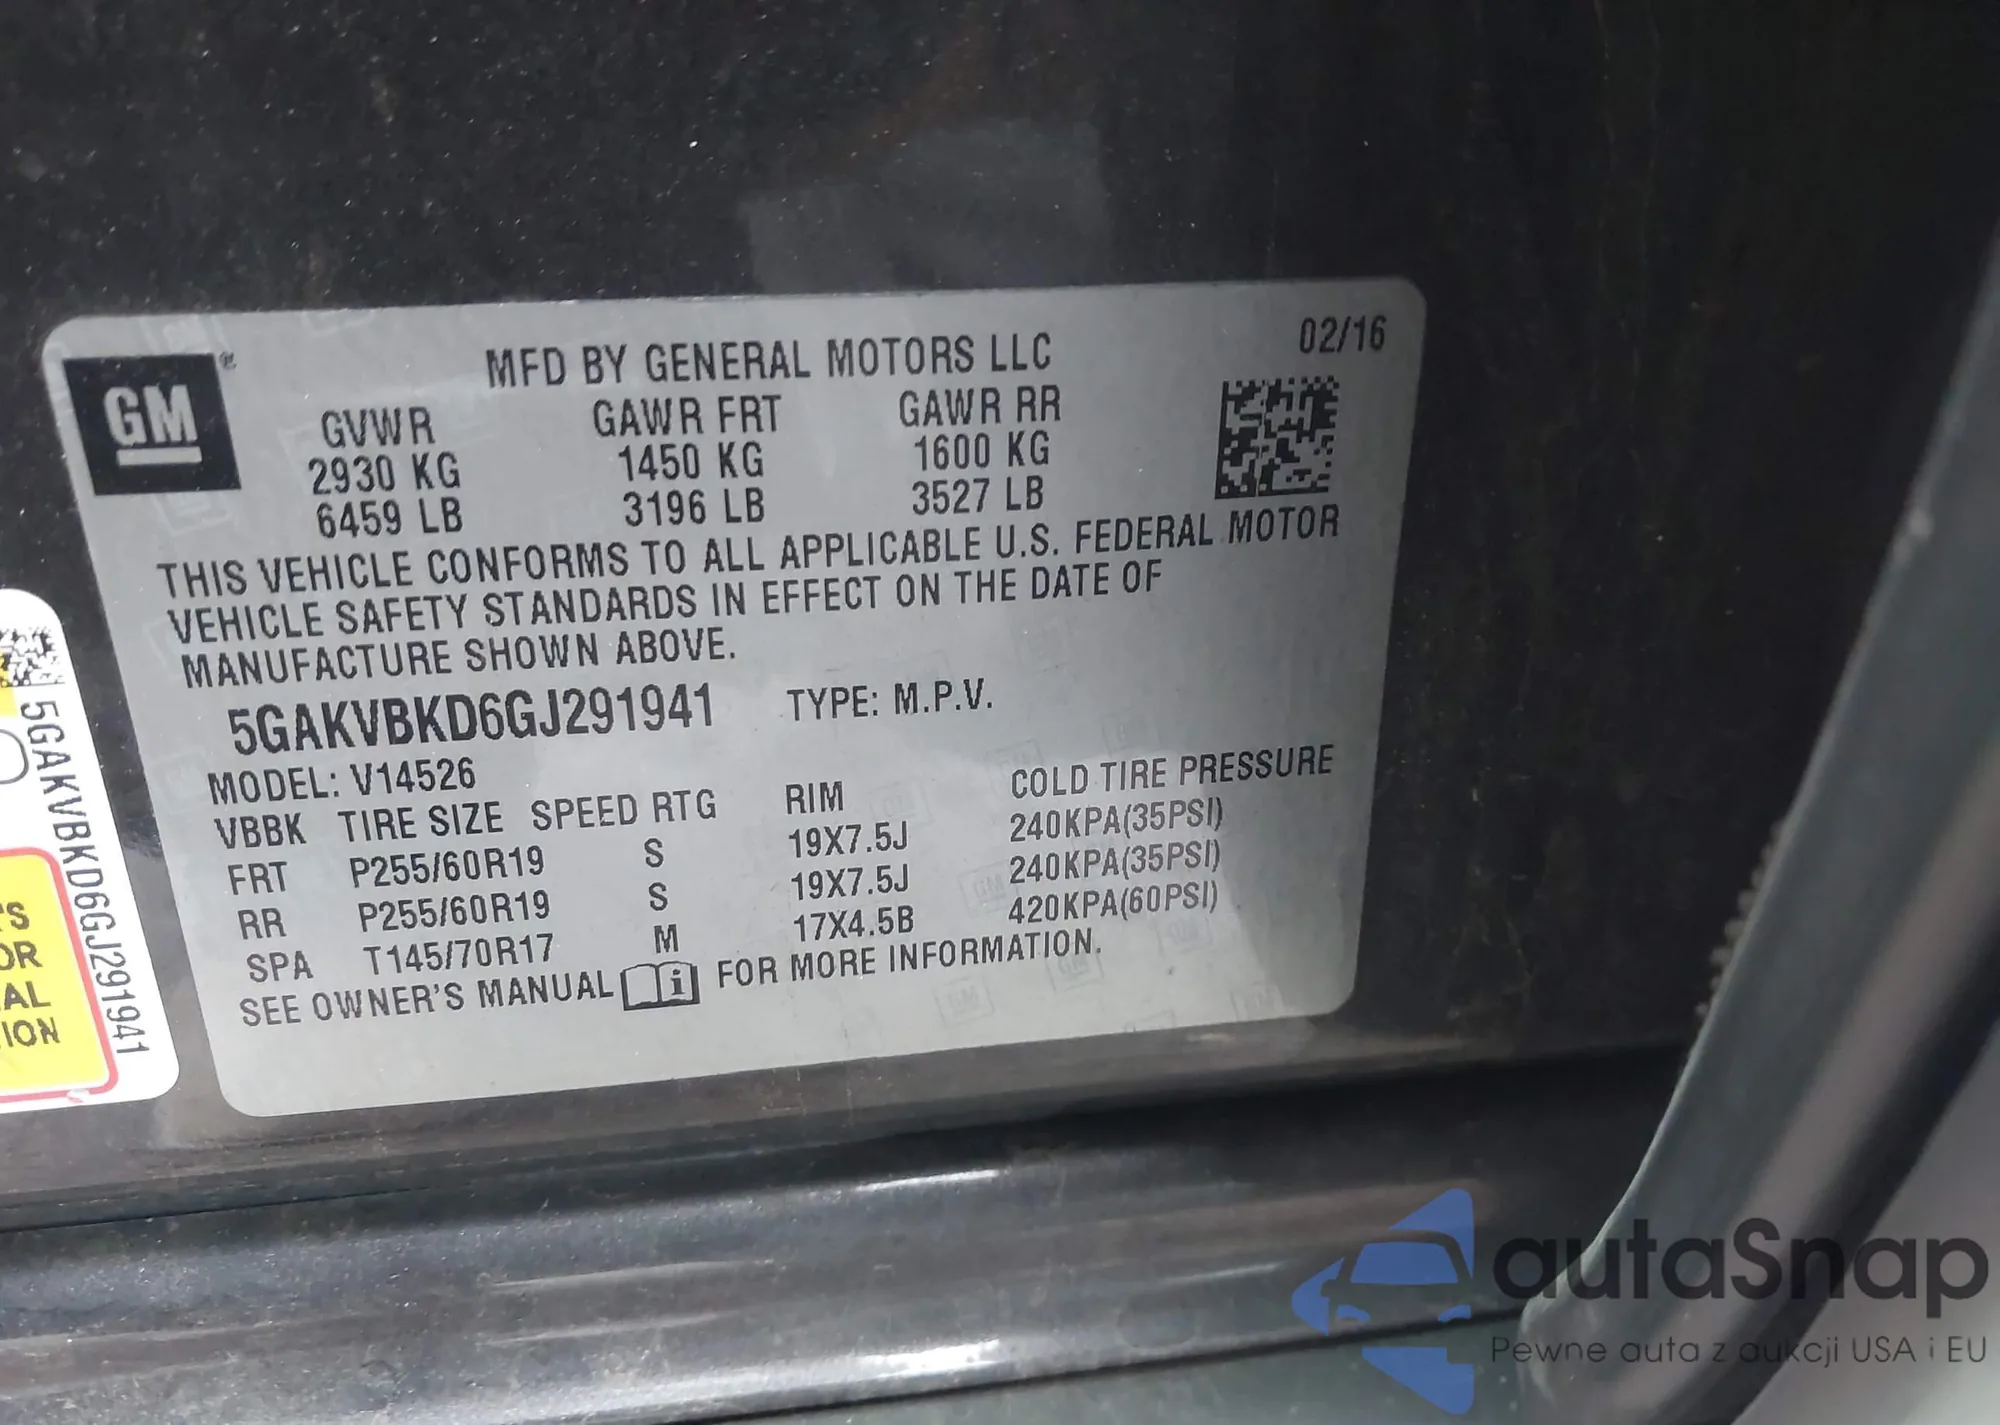 GM ®
MFD BY GENERAL MOTORS LLC
02/16
GVWR GAWR FRT GAWR RR
2930 KG 1450 KG 1600 KG
6459 LB 3196 LB 3527 LB
THIS VEHICLE CONFORMS TO ALL APPLICABLE U.S. FEDERAL MOTOR
VEHICLE SAFETY STANDARDS IN EFFECT ON THE DATE OF
MANUFACTURE SHOWN ABOVE.
5GAKVBKD6GJ291941 TYPE: M.P.V.
MODEL: V14526
VBBK TIRE SIZE SPEED RTG RIM COLD TIRE PRESSURE
FRT P255/60R19 S 19X7.5J 240KPA(35PSI)
RR P255/60R19 S 19X7.5J 240KPA(35PSI)
SPA T145/70R17 M 17X4.5B 420KPA(60PSI)
SEE OWNER'S MANUAL i FOR MORE INFORMATION.
5GAKVBKD6GJ291941
'S
OR
AL
ION
autaSnap
Pewne auta z aukcji USA i EU